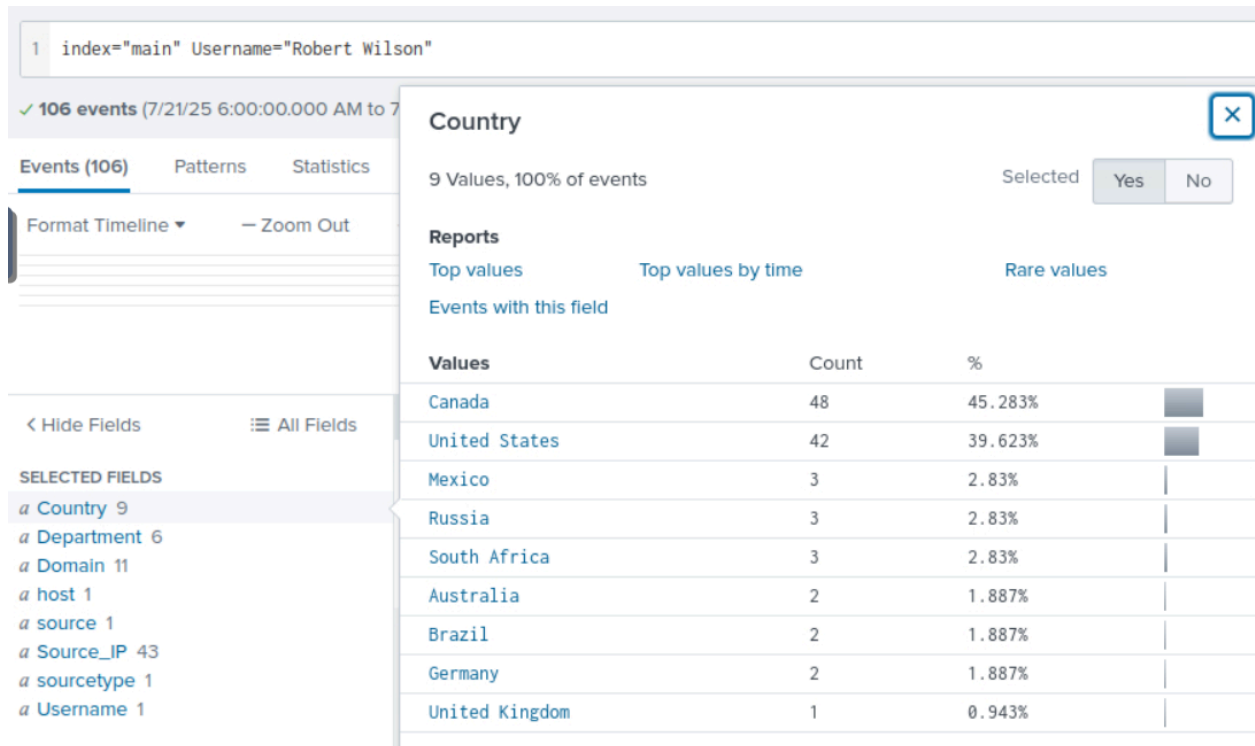 1 index="main" Username="Robert Wilson"
✓ 106 events (7/21/25 6:00:00.000 AM to 7
Events (106) Patterns Statistics
Format Timeline ▾ — Zoom Out
< Hide Fields All Fields
SELECTED FIELDS
a Country 9
a Department 6
a Domain 11
a host 1
a source 1
a Source_IP 43
a sourcetype 1
a Username 1
Country ✕
9 Values, 100% of events Selected Yes No
Reports
Top values Top values by time Rare values
Events with this field
Values Count %
Canada 48 45.283%
United States 42 39.623%
Mexico 3 2.83%
Russia 3 2.83%
South Africa 3 2.83%
Australia 2 1.887%
Brazil 2 1.887%
Germany 2 1.887%
United Kingdom 1 0.943%